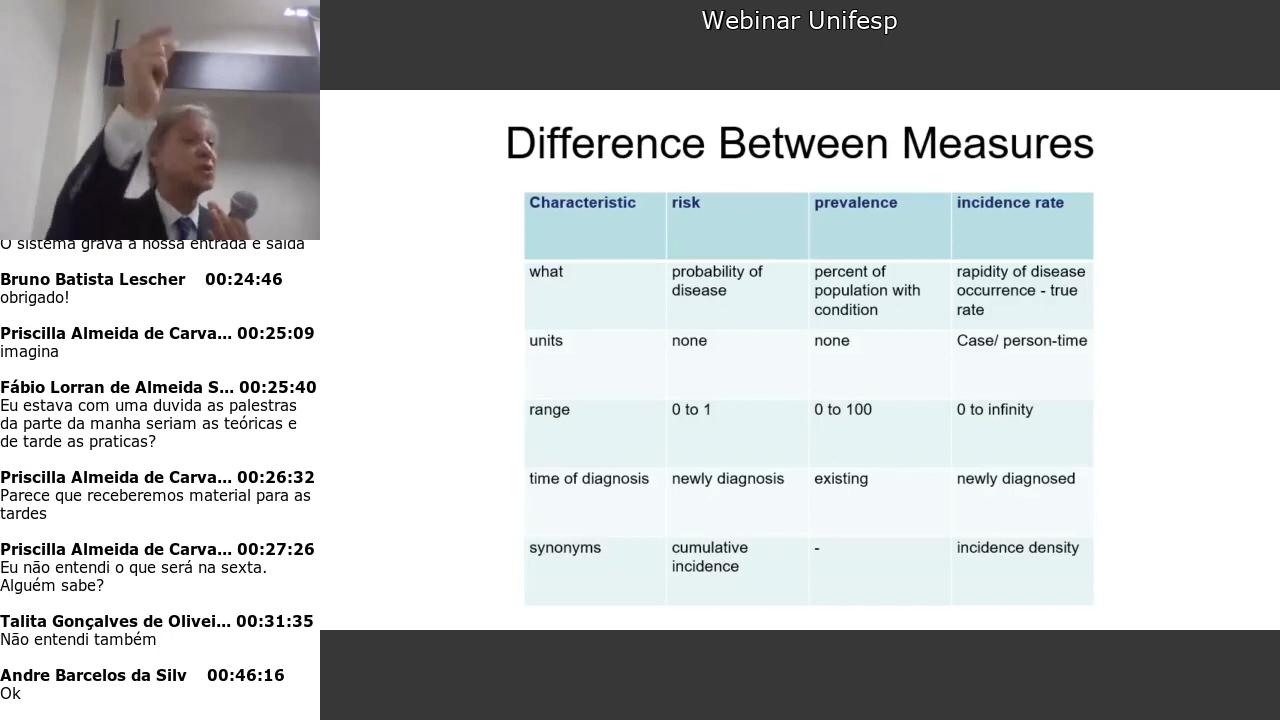 Webinar Unifesp
O sistema grava a nossa entrada e saída
Bruno Batista Lescher 00:24:46
obrigado!
Priscilla Almeida de Carva... 00:25:09
imagina
Fábio Lorran de Almeida S... 00:25:40
Eu estava com uma duvida as palestras
da parte da manha seriam as teóricas e
de tarde as praticas?
Priscilla Almeida de Carva... 00:26:32
Parece que receberemos material para as
tardes
Priscilla Almeida de Carva... 00:27:26
Eu não entendi o que será na sexta.
Alguém sabe?
Talita Gonçalves de Olivei... 00:31:35
Não entendi também
Andre Barcelos da Silv 00:46:16
Ok
Difference Between Measures
Characteristic risk prevalence incidence rate
what probability of percent of rapidity of disease
disease population with occurrence - true
condition rate
units none none Case/ person-time
range 0 to 1 0 to 100 0 to infinity
time of diagnosis newly diagnosis existing newly diagnosed
synonyms cumulative - incidence density
incidence